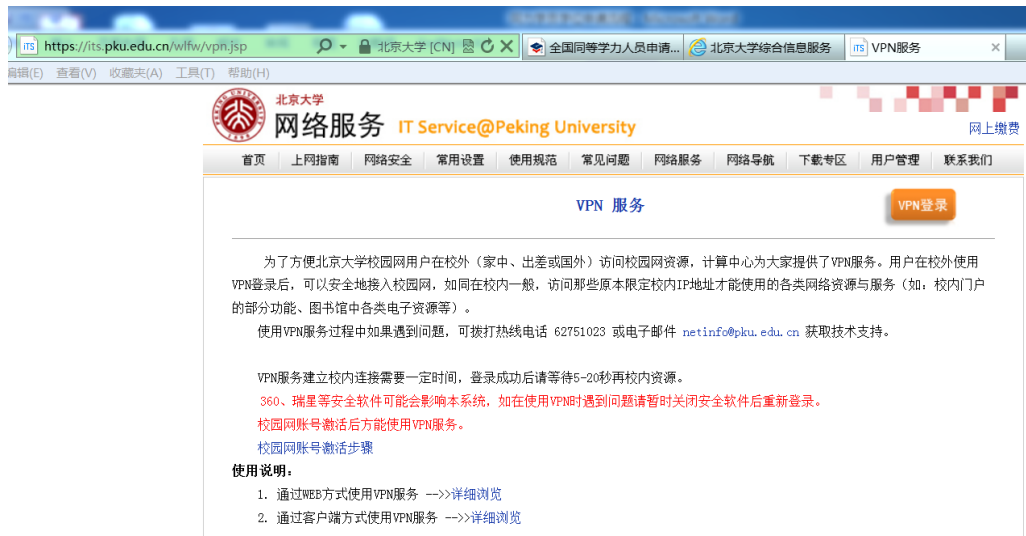 https://its.pku.edu.cn/wlfw/vpn.jsp 北京大学 [CN] 全国同等学力人员申请... 北京大学综合信息服务 iTS VPN服务
编辑(E) 查看(V) 收藏夹(A) 工具(T) 帮助(H)
北京大学
网络服务 IT Service@Peking University
网上缴费
首页 上网指南 网络安全 常用设置 使用规范 常见问题 网络服务 网络导航 下载专区 用户管理 联系我们
VPN 服务 VPN登录
为了方便北京大学校园网用户在校外（家中、出差或国外）访问校园网资源，计算中心为大家提供了VPN服务。用户在校外使用
VPN登录后，可以安全地接入校园网，如同在校内一般，访问那些原本限定校内IP地址才能使用的各类网络资源与服务（如：校内门户
的部分功能、图书馆中各类电子资源等）。
使用VPN服务过程中如果遇到问题，可拨打热线电话 62751023 或电子邮件 netinfo@pku.edu.cn 获取技术支持。
VPN服务建立校内连接需要一定时间，登录成功后请等待5-20秒再校内资源。
360、瑞星等安全软件可能会影响本系统，如在使用VPN时遇到问题请暂时关闭安全软件后重新登录。
校园网账号激活后方能使用VPN服务。
校园网账号激活步骤
使用说明：
1. 通过WEB方式使用VPN服务 -->>详细浏览
2. 通过客户端方式使用VPN服务 -->>详细浏览